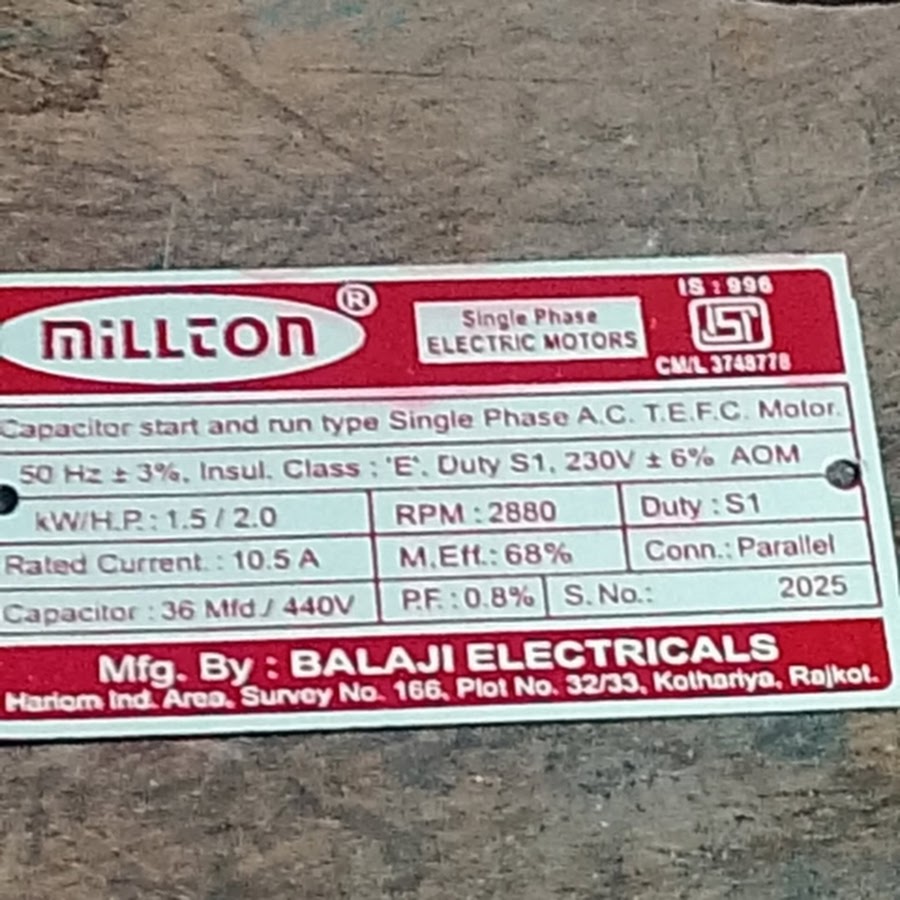 MiLLTON ®
Single Phase
ELECTRIC MOTORS
IS : 996
ISI
CM/L 3748778
Capacitor start and run type Single Phase A.C. T.E.F.C. Motor.
50 Hz ± 3%, Insul. Class : 'E', Duty S1, 230V ± 6% AOM
kW/H.P. : 1.5 / 2.0
RPM : 2880
Duty : S1
Rated Current. : 10.5 A
M.Eff.: 68%
Conn.: Parallel
Capacitor : 36 Mfd / 440V
P.F. : 0.8%
S. No.: 2025
Mfg. By : BALAJI ELECTRICALS
Hariom Ind. Area, Survey No. 166, Plot No. 32/33, Kothariya, Rajkot.